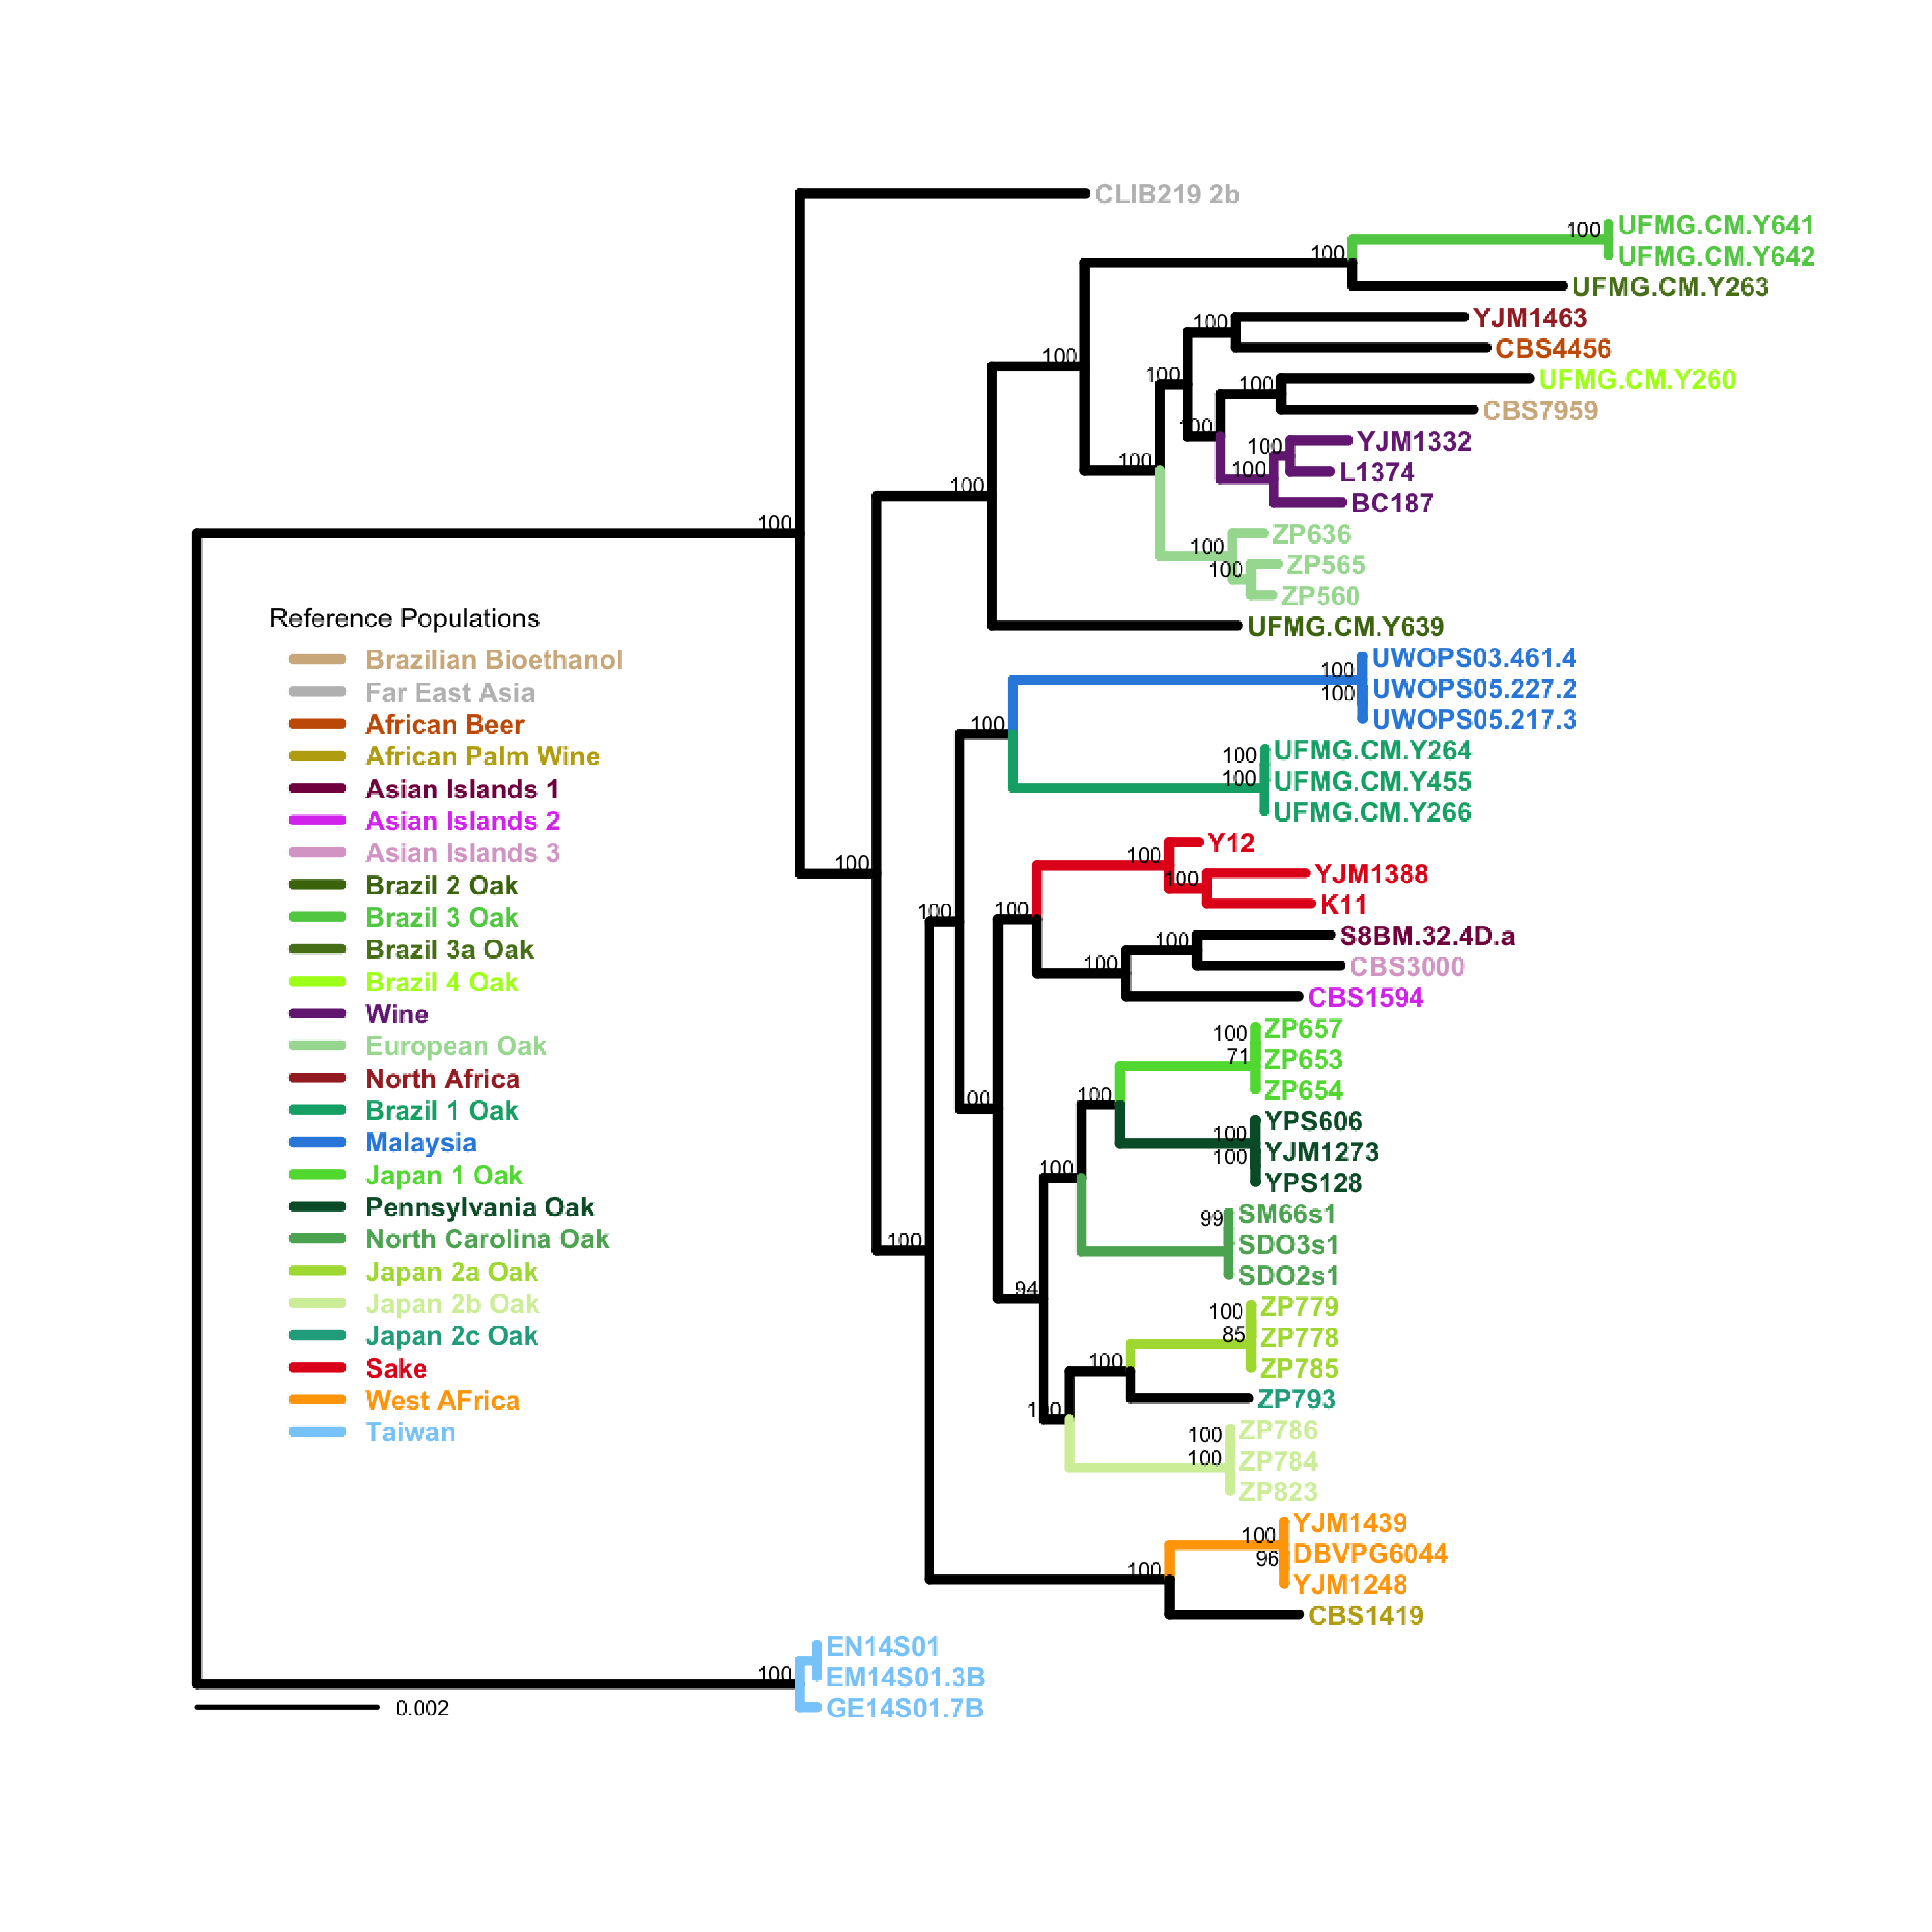 CLIB219 2b
100 UFMG.CM.Y641
100 UFMG.CM.Y642
UFMG.CM.Y263
100 YJM1463
100 CBS4456
100 100 UFMG.CM.Y260
100 CBS7959
100 100 YJM1332
100 100 L1374
100 BC187
100 ZP636
100 100 ZP565
100 ZP560
Reference Populations
UFMG.CM.Y639
Brazilian Bioethanol
100 UWOPS03.461.4
Far East Asia
100 UWOPS05.227.2
African Beer
100 UWOPS05.217.3
African Palm Wine
100 UFMG.CM.Y264
Asian Islands 1
100 UFMG.CM.Y455
Asian Islands 2
UFMG.CM.Y266
Asian Islands 3
100 100 Y12
Brazil 2 Oak
100 YJM1388
Brazil 3 Oak
100 100 K11
Brazil 3a Oak
100 S8BM.32.4D.a
Brazil 4 Oak
100 CBS3000
Wine
CBS1594
European Oak
100 ZP657
North Africa
71 ZP653
Brazil 1 Oak
00 100 ZP654
Malaysia
100 YPS606
Japan 1 Oak
100 100 YJM1273
Pennsylvania Oak
YPS128
North Carolina Oak
100 99 SM66s1
Japan 2a Oak
SDO3s1
Japan 2b Oak
94 SDO2s1
Japan 2c Oak
100 ZP779
Sake
85 ZP778
West AFrica
100 ZP785
Taiwan
100 ZP793
100 ZP786
100 ZP784
ZP823
100 YJM1439
100 96 DBVPG6044
YJM1248
CBS1419
EN14S01
100 EM14S01.3B
0.002 GE14S01.7B